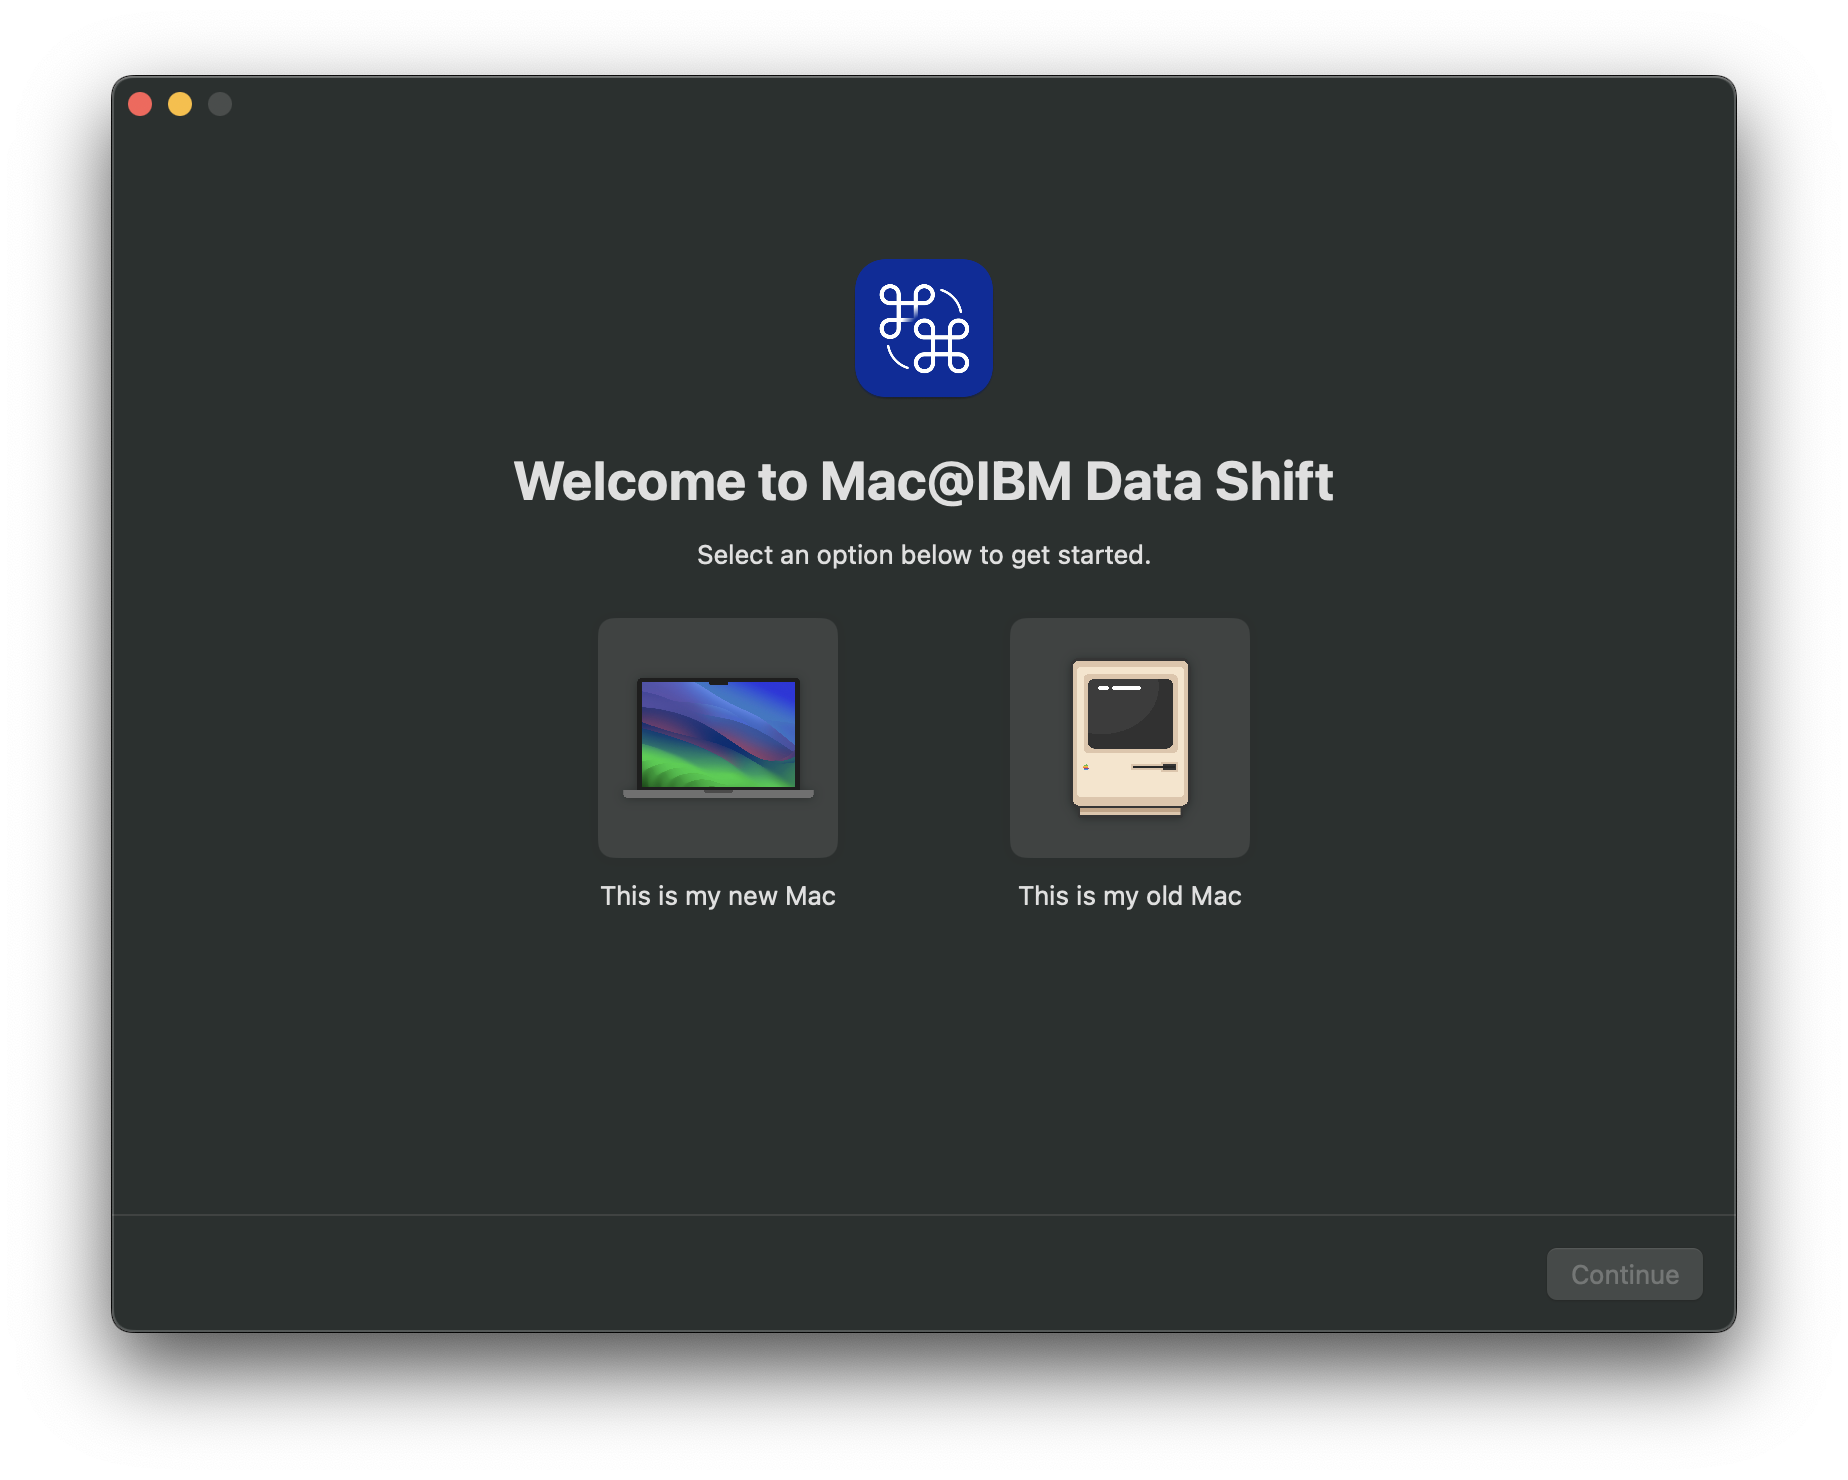 Welcome to Mac@IBM Data Shift
Select an option below to get started.
This is my new Mac
This is my old Mac
Continue